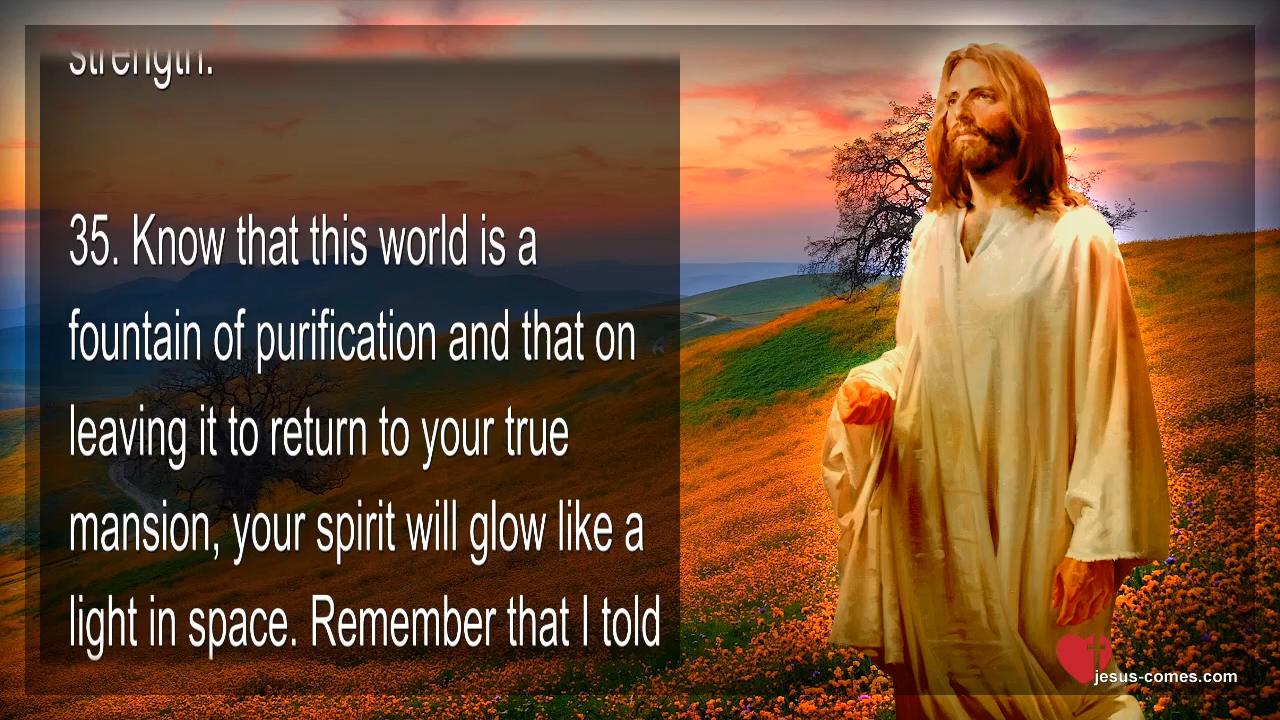 strength.
35. Know that this world is a
fountain of purification and that on
leaving it to return to your true
mansion, your spirit will glow like a
light in space. Remember that I told
jesus-comes.com